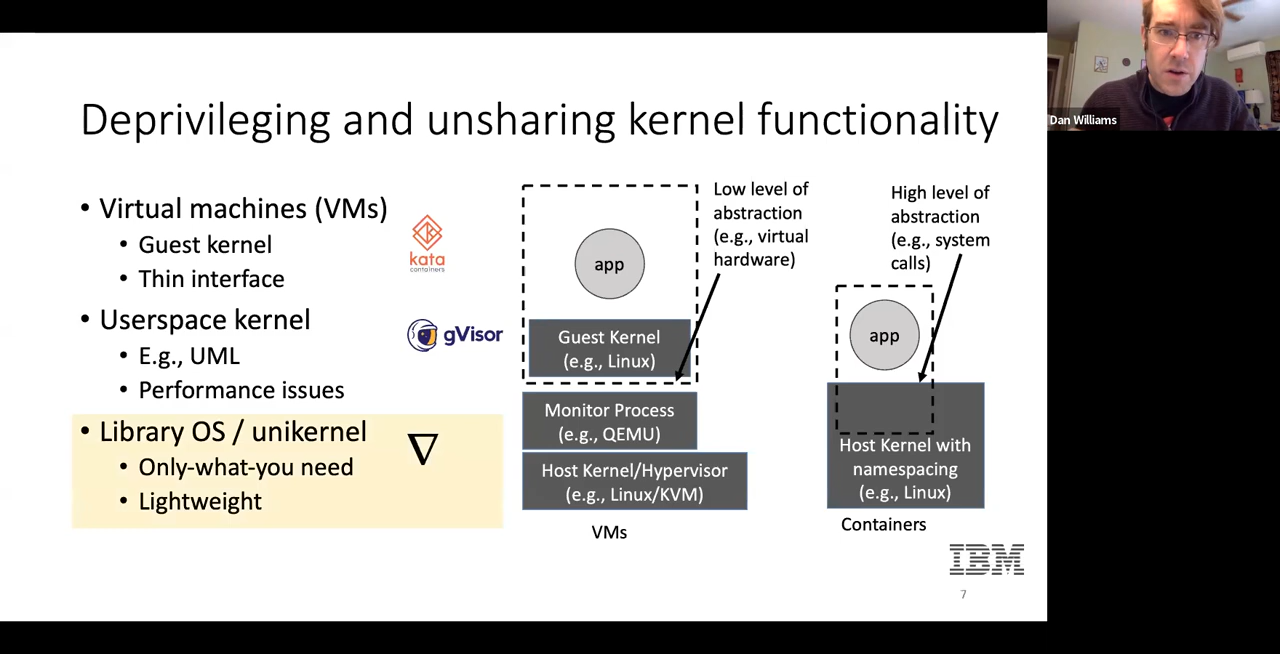 Deprivileging and unsharing kernel functionality
• Virtual machines (VMs)
• Guest kernel
• Thin interface
• Userspace kernel
• E.g., UML
• Performance issues
• Library OS / unikernel
• Only-what-you need
• Lightweight
kata
containers
gVisor
∇
app
Guest Kernel
(e.g., Linux)
Monitor Process
(e.g., QEMU)
Host Kernel/Hypervisor
(e.g., Linux/KVM)
VMs
Low level of
abstraction
(e.g., virtual
hardware)
High level of
abstraction
(e.g., system
calls)
app
Host Kernel with
namespacing
(e.g., Linux)
Containers
IBM
7
Dan Williams